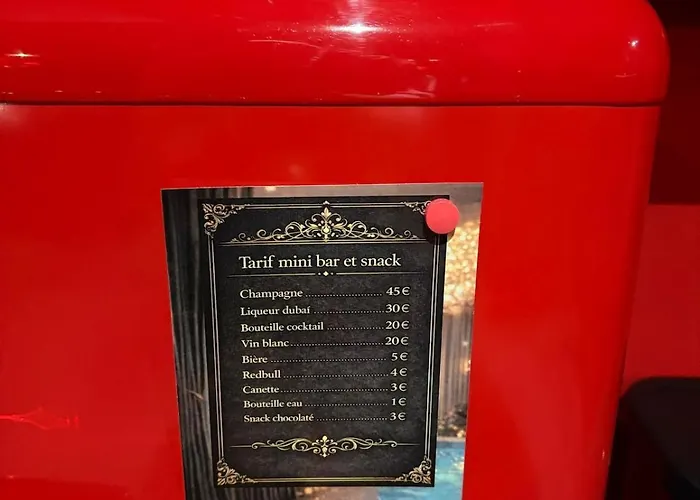 Tarif mini bar et snack
Champagne ........................ 45 €
Liqueur dubaï ...................... 30 €
Bouteille cocktail ................. 20 €
Vin blanc ............................ 20 €
Bière .................................. 5 €
Redbull ............................... 4 €
Canette ............................... 3 €
Bouteille eau ........................ 1 €
Snack chocolaté .................... 3 €